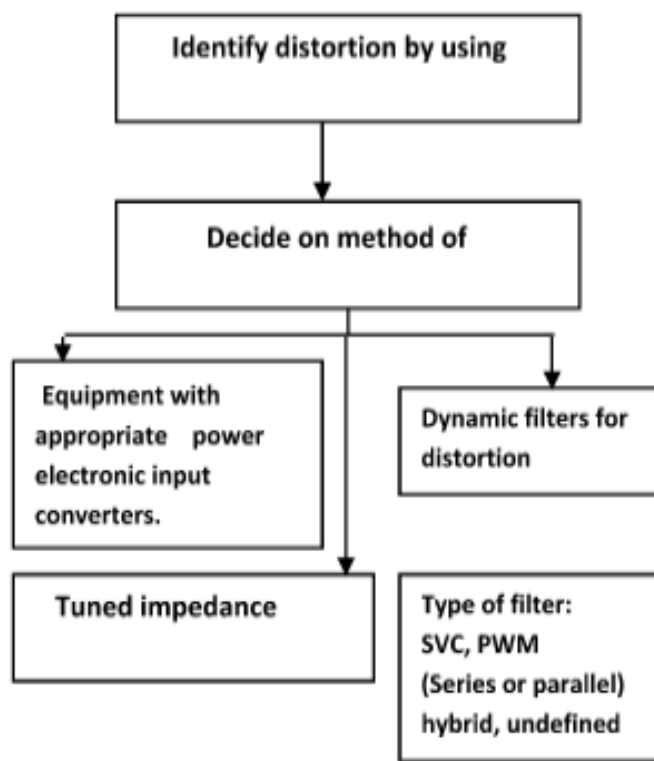 Identify distortion by using
Decide on method of
Equipment with
appropriate power
electronic input
converters.
Dynamic filters for
distortion
Tuned impedance
Type of filter:
SVC, PWM
(Series or parallel)
hybrid, undefined